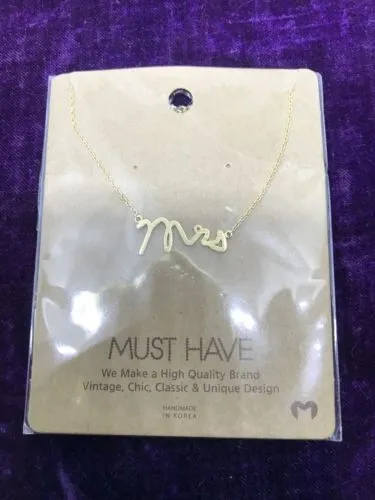 Mrs
MUST HAVE
We Make a High Quality Brand
Vintage, Chic, Classic & Unique Design
HANDMADE
IN KOREA
M